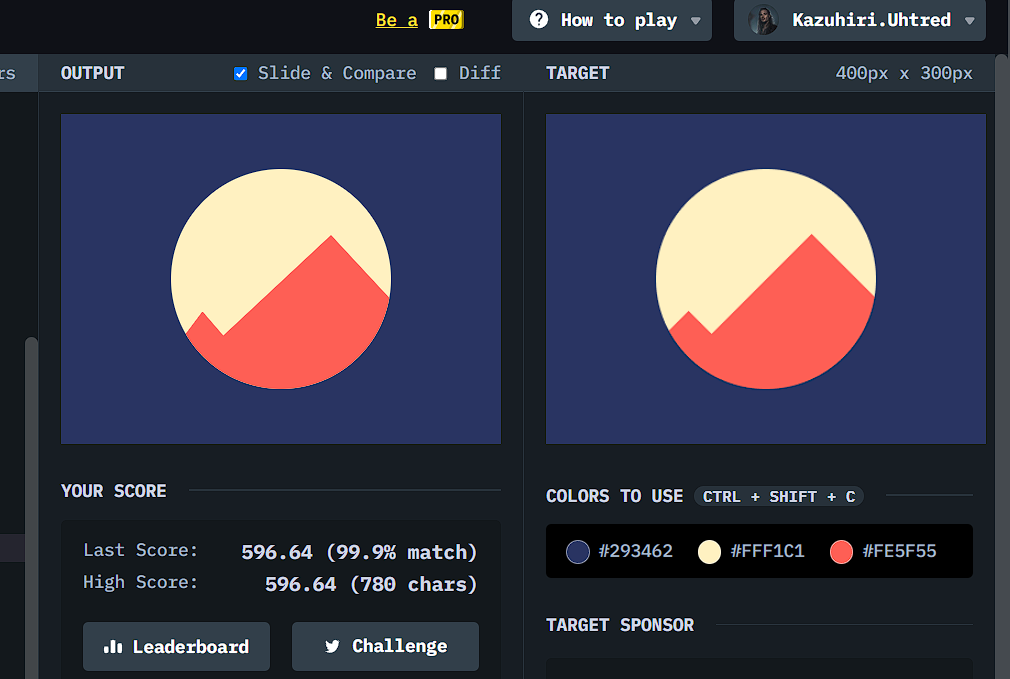 Be a PRO
How to play
Kazuhiri.Uhtred
rs
OUTPUT
Slide & Compare
Diff
TARGET
400px x 300px
YOUR SCORE
Last Score: 596.64 (99.9% match)
High Score: 596.64 (780 chars)
Leaderboard
Challenge
COLORS TO USE CTRL + SHIFT + C
#293462
#FFF1C1
#FE5F55
TARGET SPONSOR